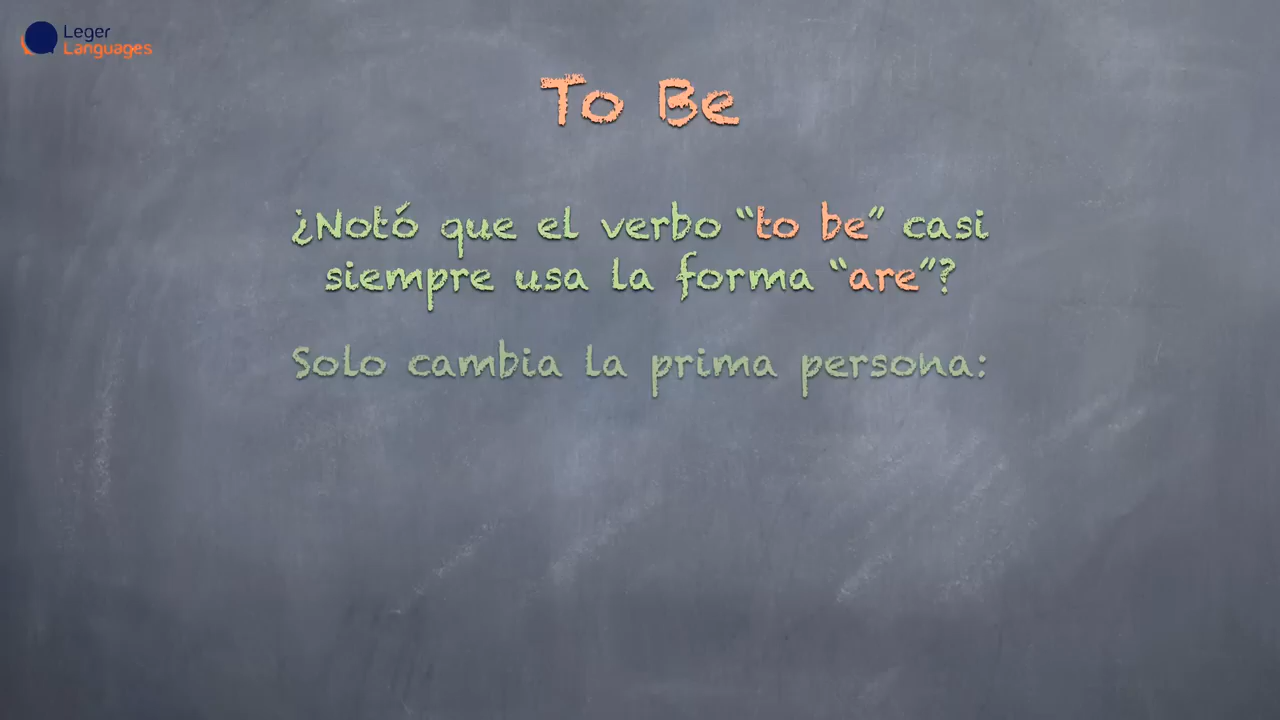 Leger
Languages
To Be
¿Notó que el verbo “to be” casi
siempre usa la forma “are”?
Solo cambia la prima persona: